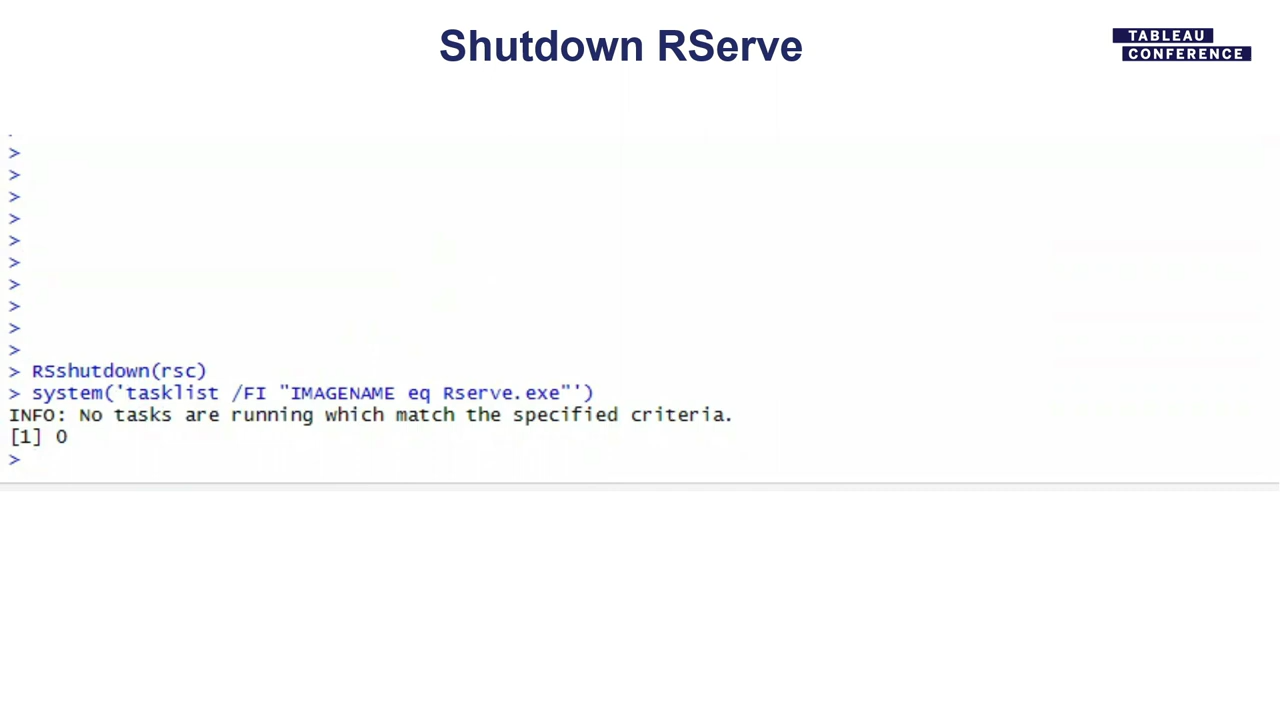 Shutdown RServe
TABLEAU
CONFERENCE
>
>
>
>
>
>
>
>
>
>
> RSshutdown(rsc)
> system('tasklist /FI "IMAGENAME eq Rserve.exe"')
INFO: No tasks are running which match the specified criteria.
[1] 0
>